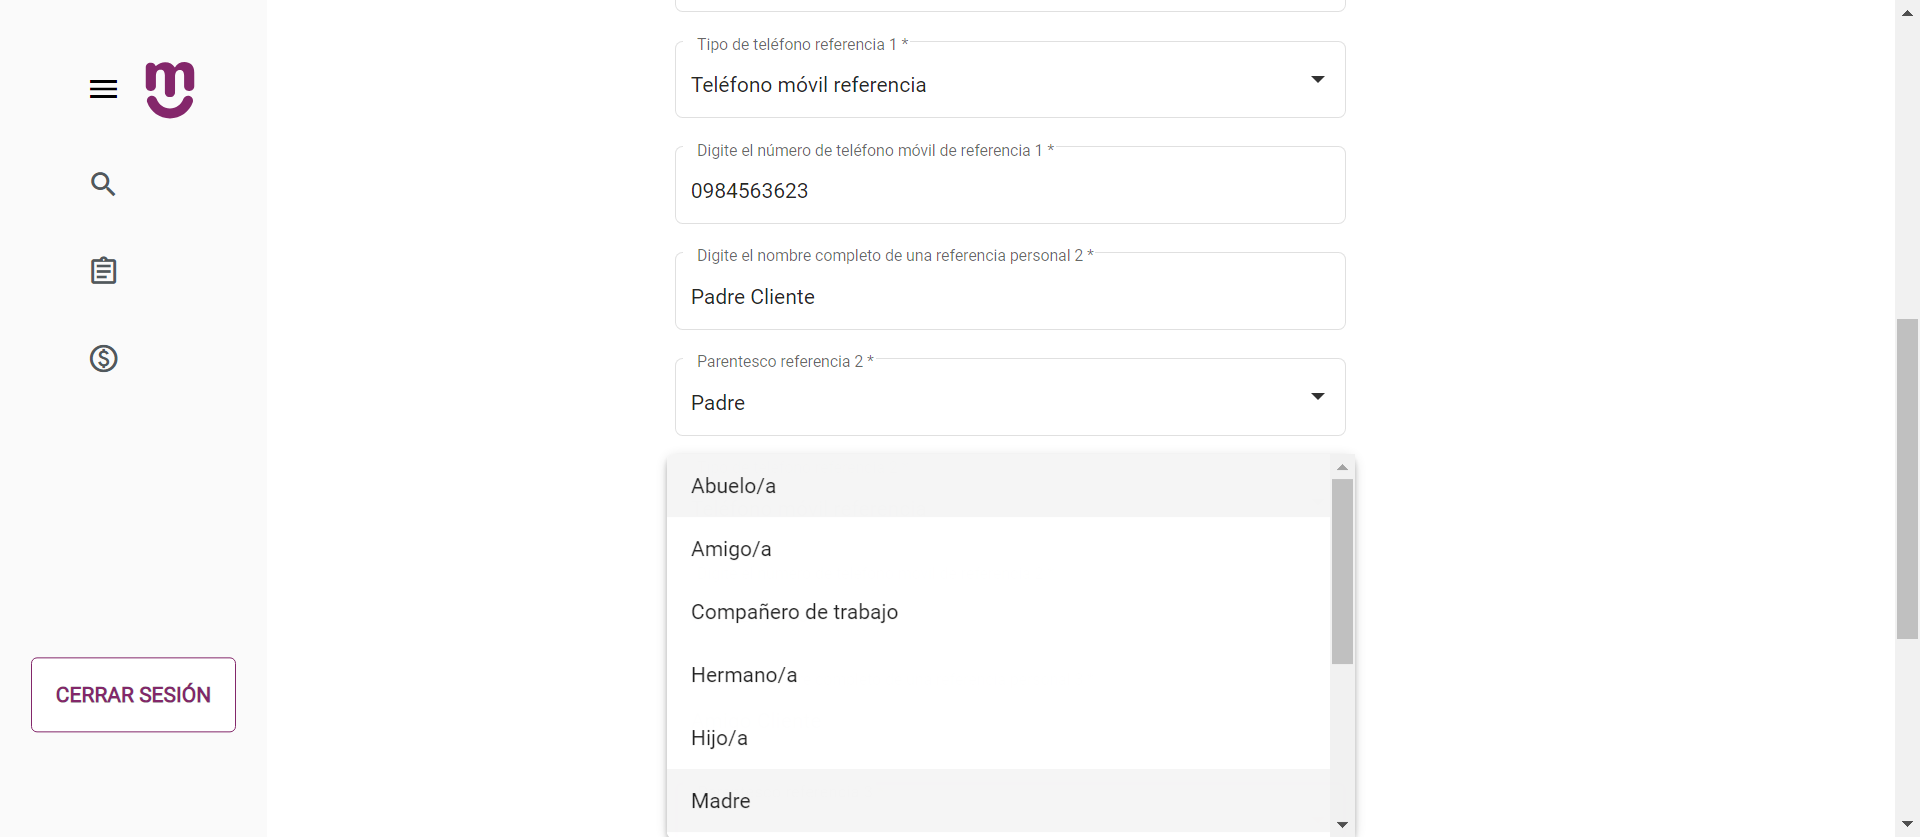 Tipo de teléfono referencia 1 *
Teléfono móvil referencia
Digite el número de teléfono móvil de referencia 1 *
0984563623
Digite el nombre completo de una referencia personal 2 *
Padre Cliente
Parentesco referencia 2 *
Padre
Abuelo/a
Amigo/a
Compañero de trabajo
Hermano/a
Hijo/a
Madre
CERRAR SESIÓN